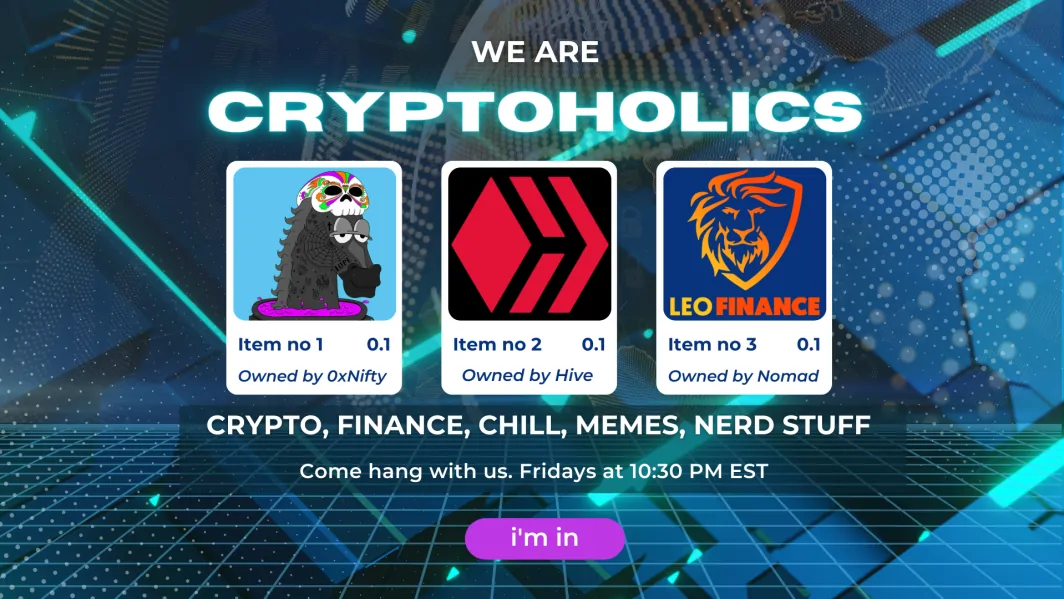 WE ARE
CRYPTOHOLICS
LEO FINANCE
Item no 1 0.1
Owned by 0xNifty
Item no 2 0.1
Owned by Hive
Item no 3 0.1
Owned by Nomad
CRYPTO, FINANCE, CHILL, MEMES, NERD STUFF
Come hang with us. Fridays at 10:30 PM EST
i'm in